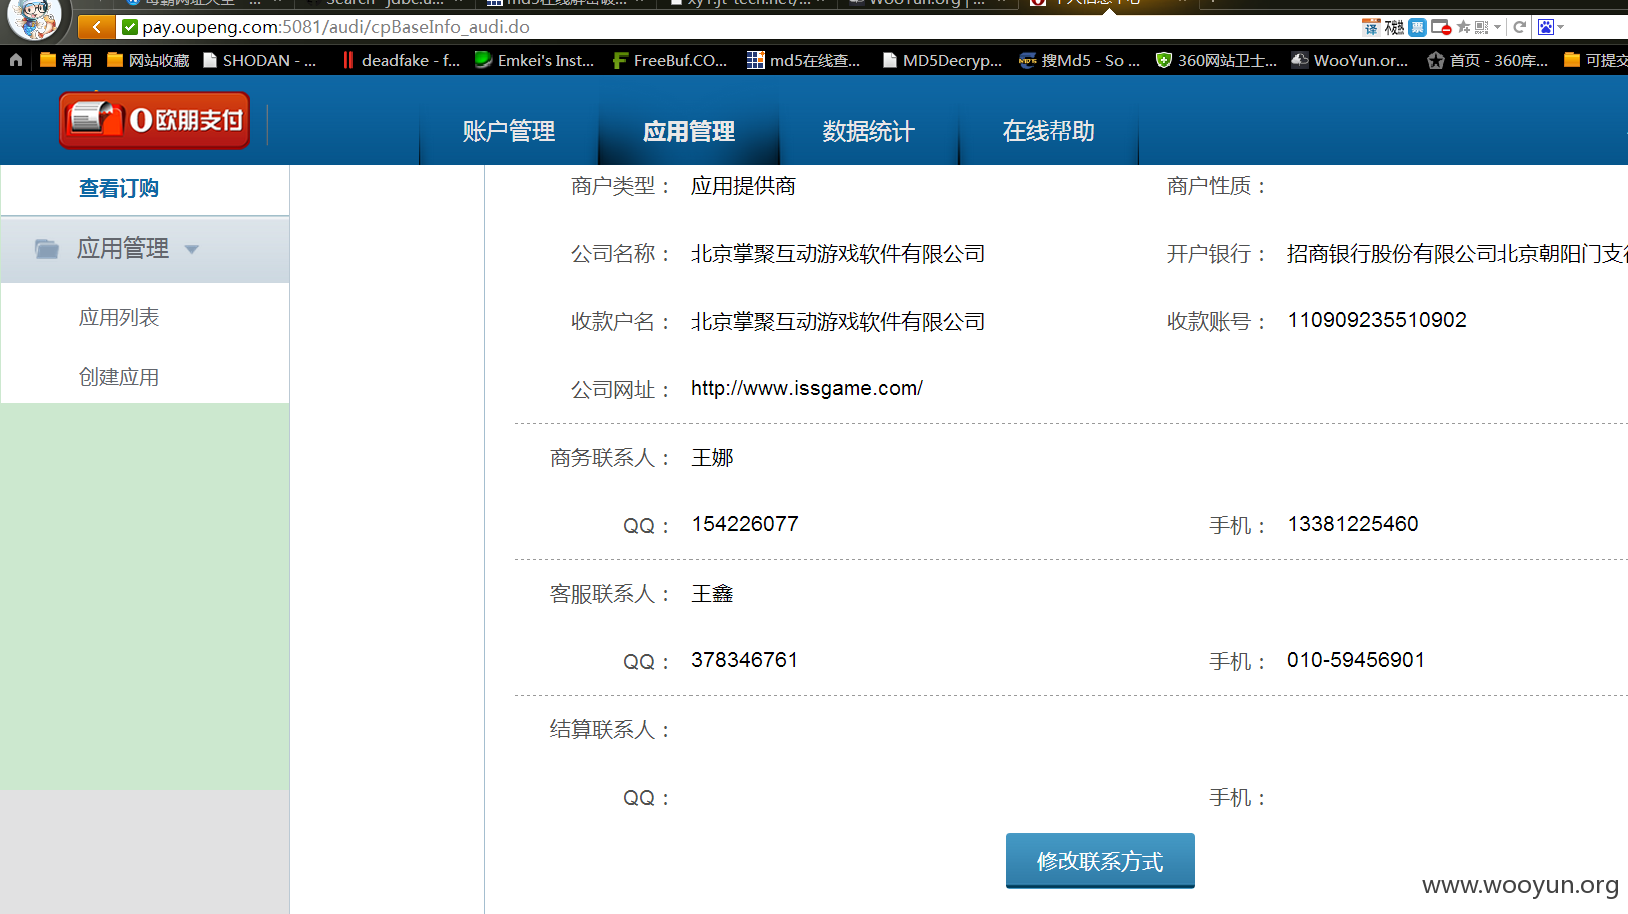 pay.oupeng.com:5081/audi/cpBaseInfo_audi.do
常用 网站收藏 SHODAN - ... deadfake - f... Emkei's Inst... FreeBuf.CO... md5在线查... MD5Decryp... 搜Md5 - So ... 360网站卫士... WooYun.or... 首页 - 360库... 可提交
欧朋支付 账户管理 应用管理 数据统计 在线帮助
查看订购
应用管理
应用列表
创建应用
商户类型： 应用提供商 商户性质：
公司名称： 北京掌聚互动游戏软件有限公司 开户银行： 招商银行股份有限公司北京朝阳门支行
收款户名： 北京掌聚互动游戏软件有限公司 收款账号： 110909235510902
公司网址： http://www.issgame.com/
商务联系人： 王娜
QQ： 154226077 手机： 13381225460
客服联系人： 王鑫
QQ： 378346761 手机： 010-59456901
结算联系人：
QQ： 手机：
修改联系方式
www.wooyun.org